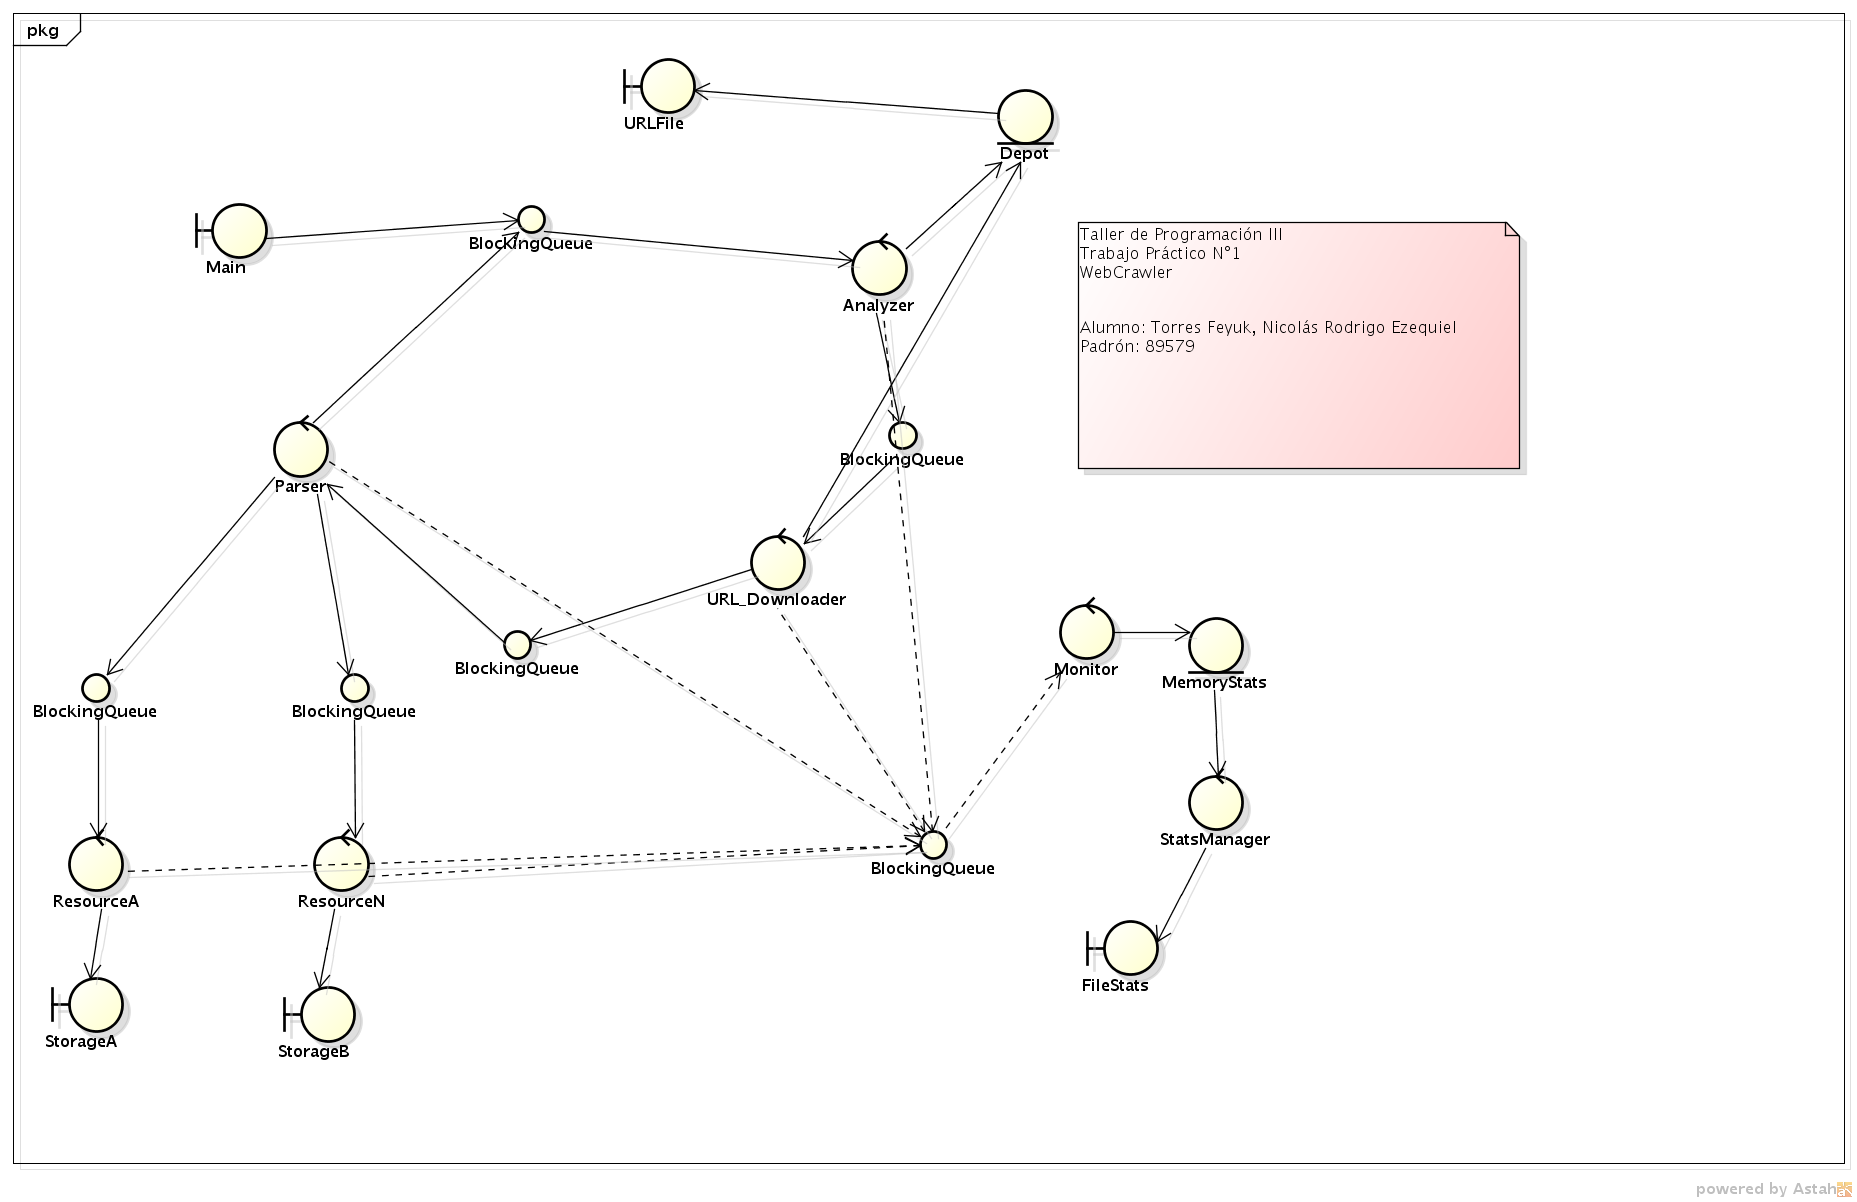 pkg
URLFile
Depot
Main
BlockingQueue
Analyzer
Taller de Programación III
Trabajo Práctico N°1
WebCrawler
Alumno: Torres Feyuk, Nicolás Rodrigo Ezequiel
Padrón: 89579
BlockingQueue
Parser
URL_Downloader
BlockingQueue
Monitor
MemoryStats
BlockingQueue
BlockingQueue
StatsManager
BlockingQueue
ResourceA
ResourceN
FileStats
StorageA
StorageB
powered by Astah